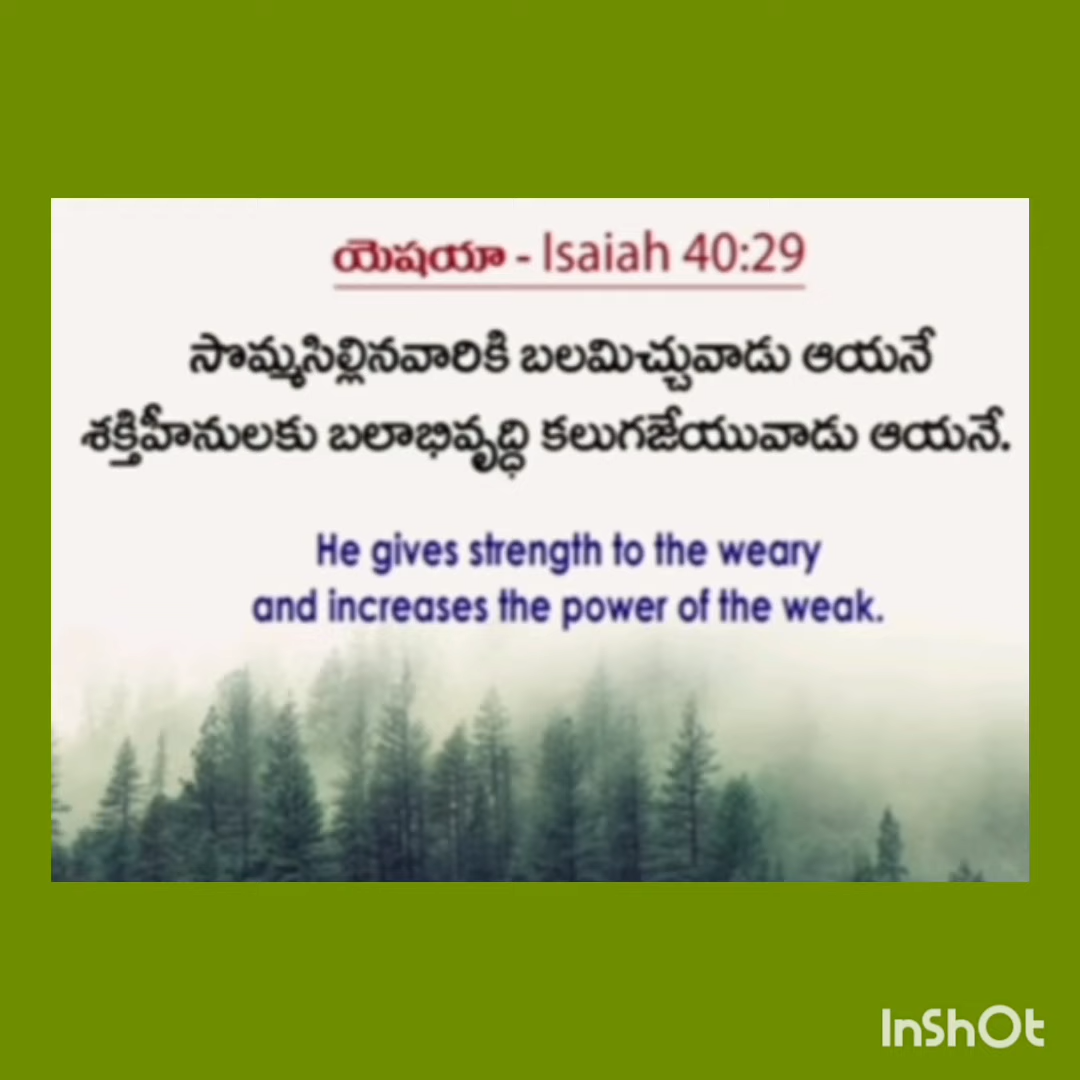 యెషయా - Isaiah 40:29
సొమ్మసిల్లినవారికి బలమిచ్చువాడు ఆయనే
శక్తిహీనులకు బలాభివృద్ధి కలుగజేయువాడు ఆయనే.
He gives strength to the weary
and increases the power of the weak.
InShOt